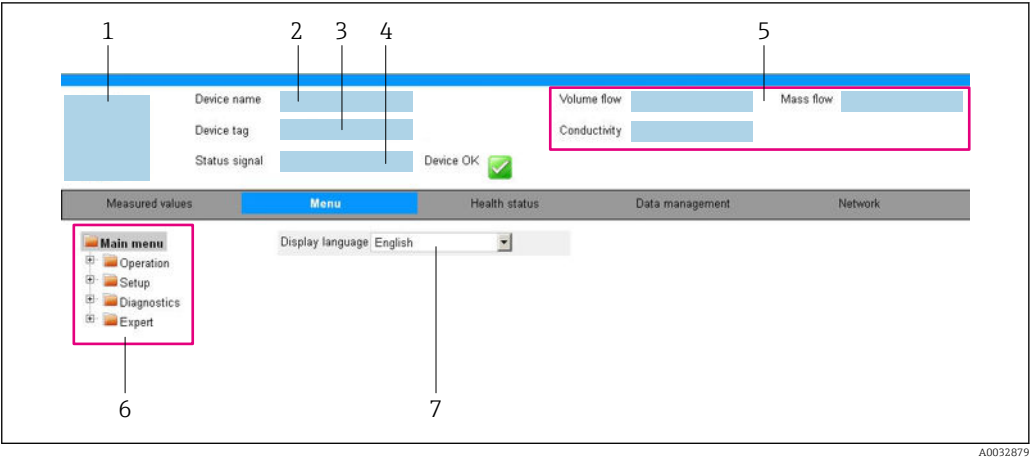 1 2 3 4 5
Device name Volume flow Mass flow
Device tag Conductivity
Status signal Device OK
Measured values Menu Health status Data management Network
Main menu Display language English
Operation
Setup
Diagnostics
Expert
6 7
A0032879